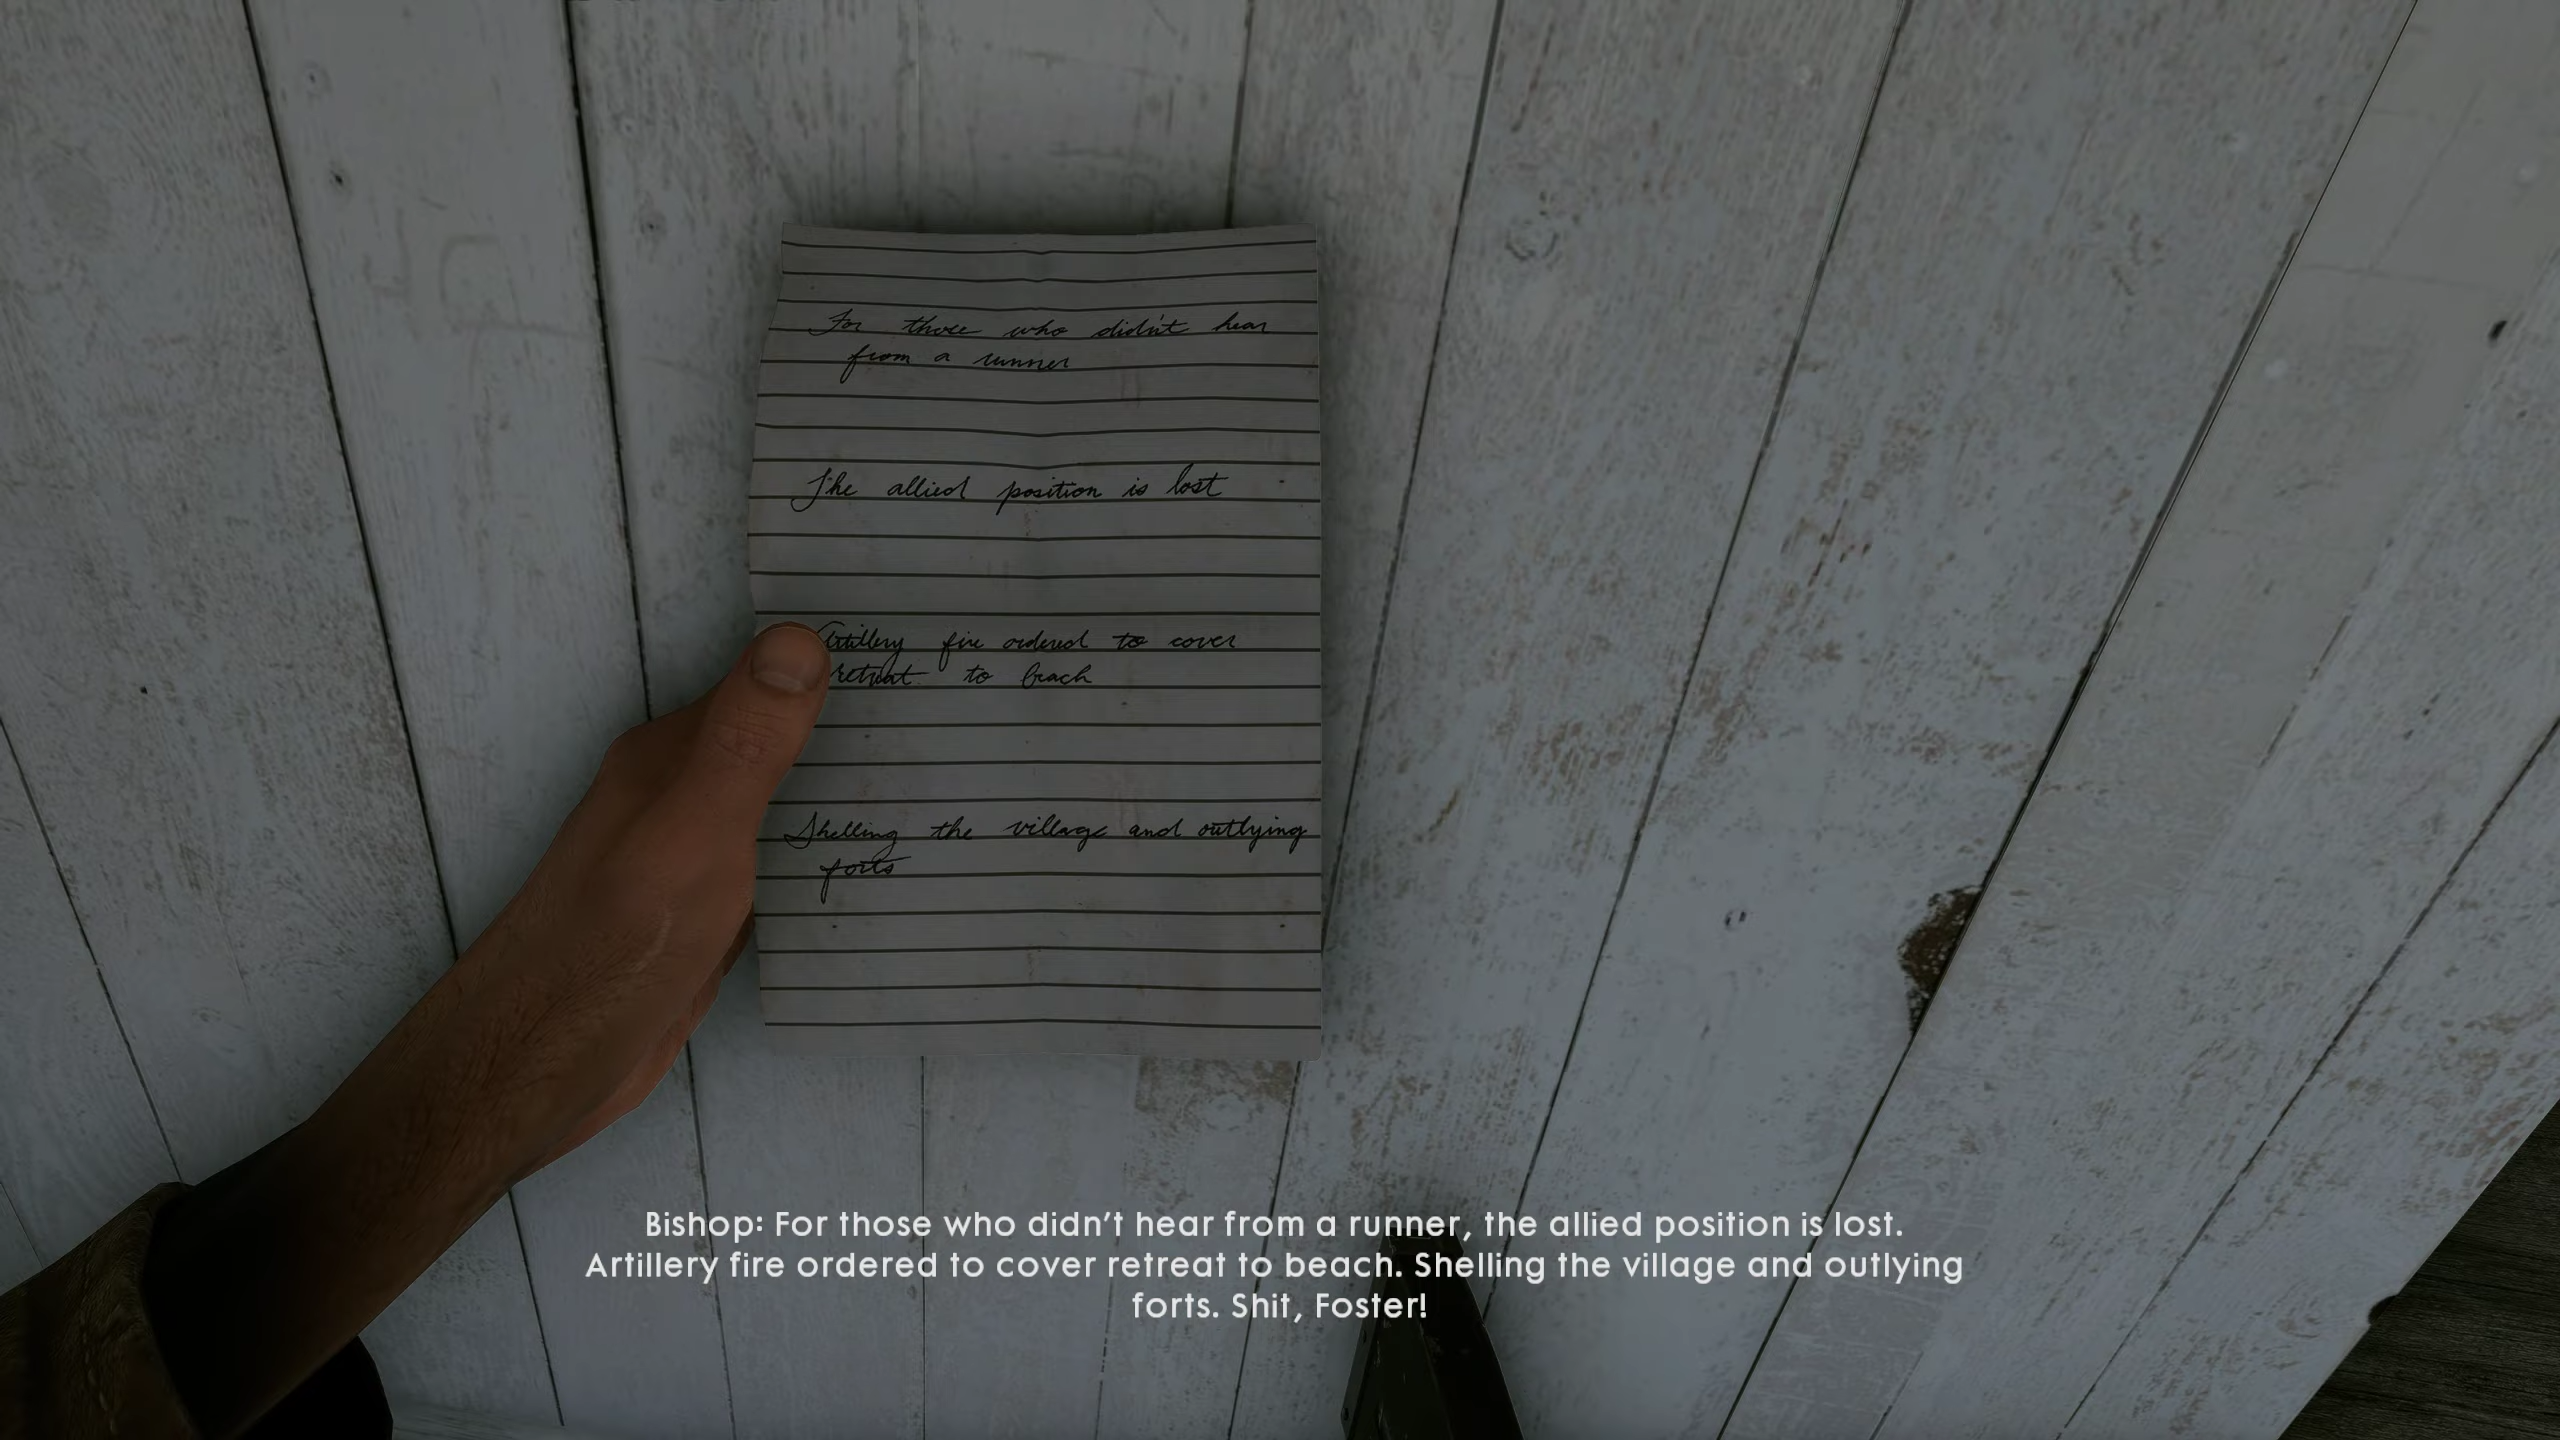 For those who didn't hear
from a runner
The allied position is lost
Artillery fire ordered to cover
retreat to beach
Shelling the village and outlying
forts
Bishop: For those who didn’t hear from a runner, the allied position is lost.
Artillery fire ordered to cover retreat to beach. Shelling the village and outlying
forts. Shit, Foster!